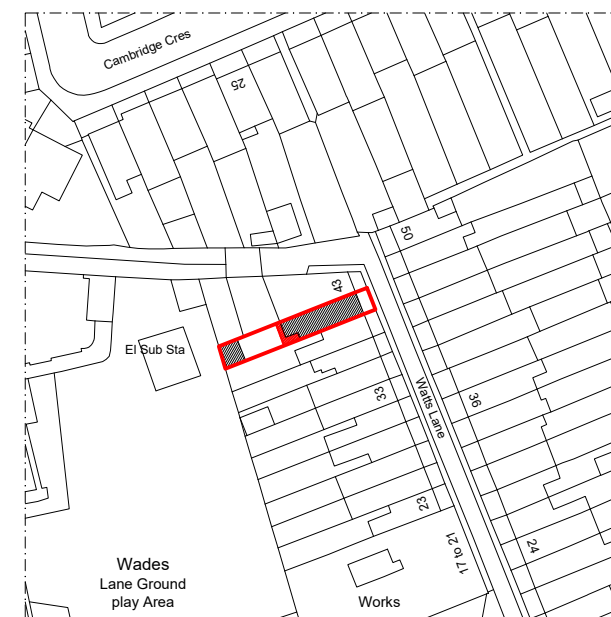 Cambridge Cres
25
50
43
El Sub Sta
33
Watts Lane
36
23
24
17 to 21
Wades
Lane Ground
play Area
Works